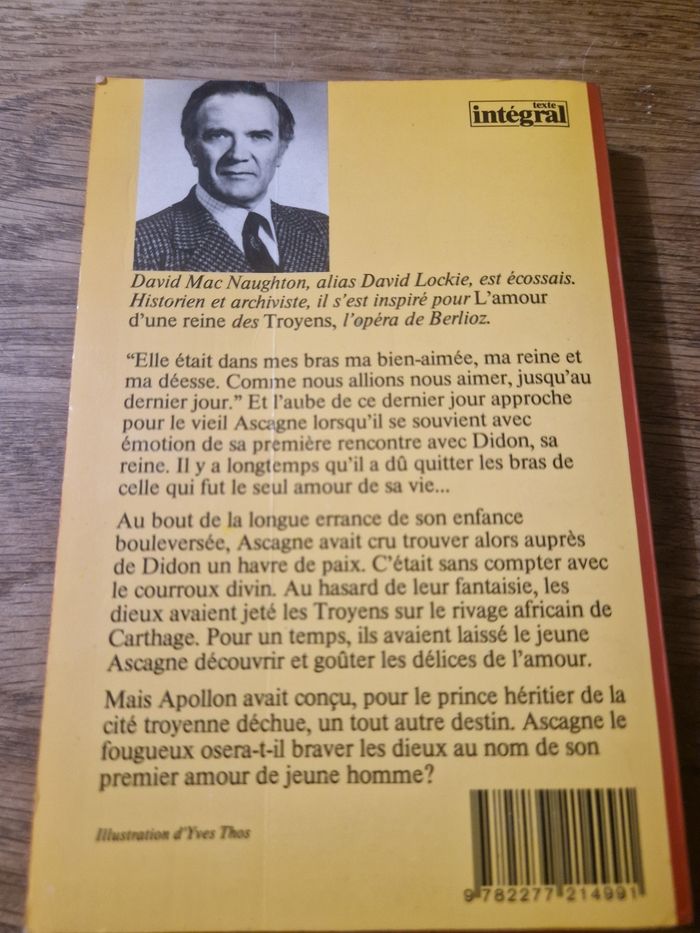 texte
intégral
David Mac Naughton, alias David Lockie, est écossais.
Historien et archiviste, il s'est inspiré pour L'amour
d'une reine des Troyens, l'opéra de Berlioz.
“Elle était dans mes bras ma bien-aimée, ma reine et
ma déesse. Comme nous allions nous aimer, jusqu'au
dernier jour.” Et l'aube de ce dernier jour approche
pour le vieil Ascagne lorsqu'il se souvient avec
émotion de sa première rencontre avec Didon, sa
reine. Il y a longtemps qu'il a dû quitter les bras de
celle qui fut le seul amour de sa vie...
Au bout de la longue errance de son enfance
bouleversée, Ascagne avait cru trouver alors auprès
de Didon un havre de paix. C'était sans compter avec
le courroux divin. Au hasard de leur fantaisie, les
dieux avaient jeté les Troyens sur le rivage africain de
Carthage. Pour un temps, ils avaient laissé le jeune
Ascagne découvrir et goûter les délices de l'amour.
Mais Apollon avait conçu, pour le prince héritier de la
cité troyenne déchue, un tout autre destin. Ascagne le
fougueux osera-t-il braver les dieux au nom de son
premier amour de jeune homme?
Illustration d'Yves Thos
9 782277 214991